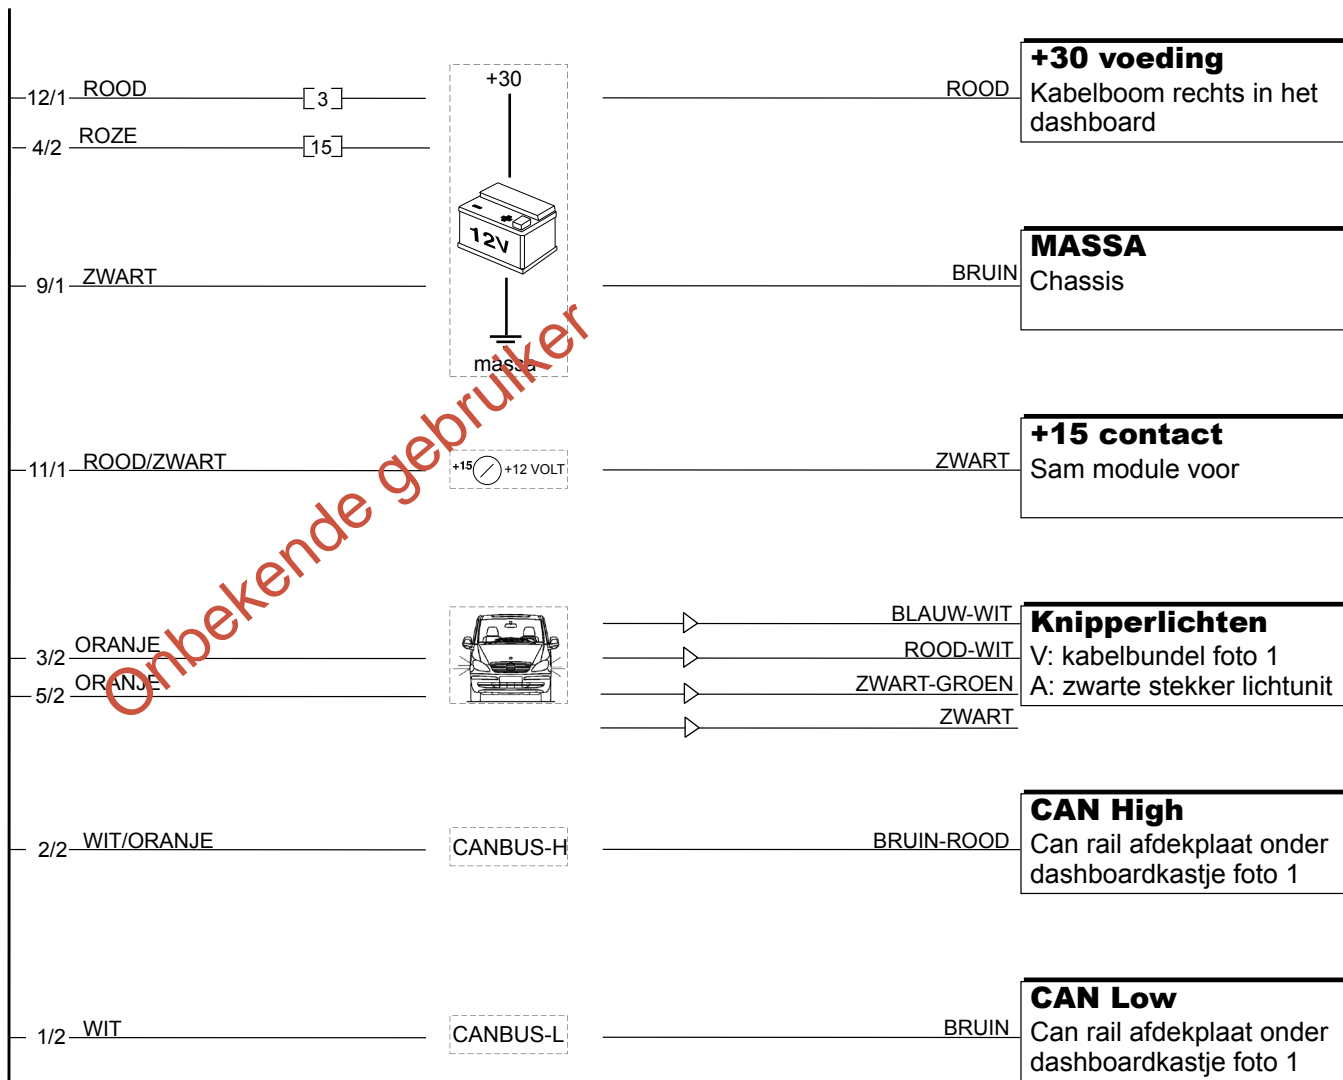 12/1 ROOD [3] +30 ROOD +30 voeding
Kabelboom rechts in het
dashboard
4/2 ROZE [15]
12V
9/1 ZWART BRUIN MASSA
Chassis
massa
11/1 ROOD/ZWART +15 +12 VOLT ZWART +15 contact
Sam module voor
BLAUW-WIT Knipperlichten
3/2 ORANJE ROOD-WIT V: kabelbundel foto 1
5/2 ORANJE ZWART-GROEN A: zwarte stekker lichtunit
ZWART
2/2 WIT/ORANJE CANBUS-H BRUIN-ROOD CAN High
Can rail afdekplaat onder
dashboardkastje foto 1
1/2 WIT CANBUS-L BRUIN CAN Low
Can rail afdekplaat onder
dashboardkastje foto 1
Onbekende gebruiker